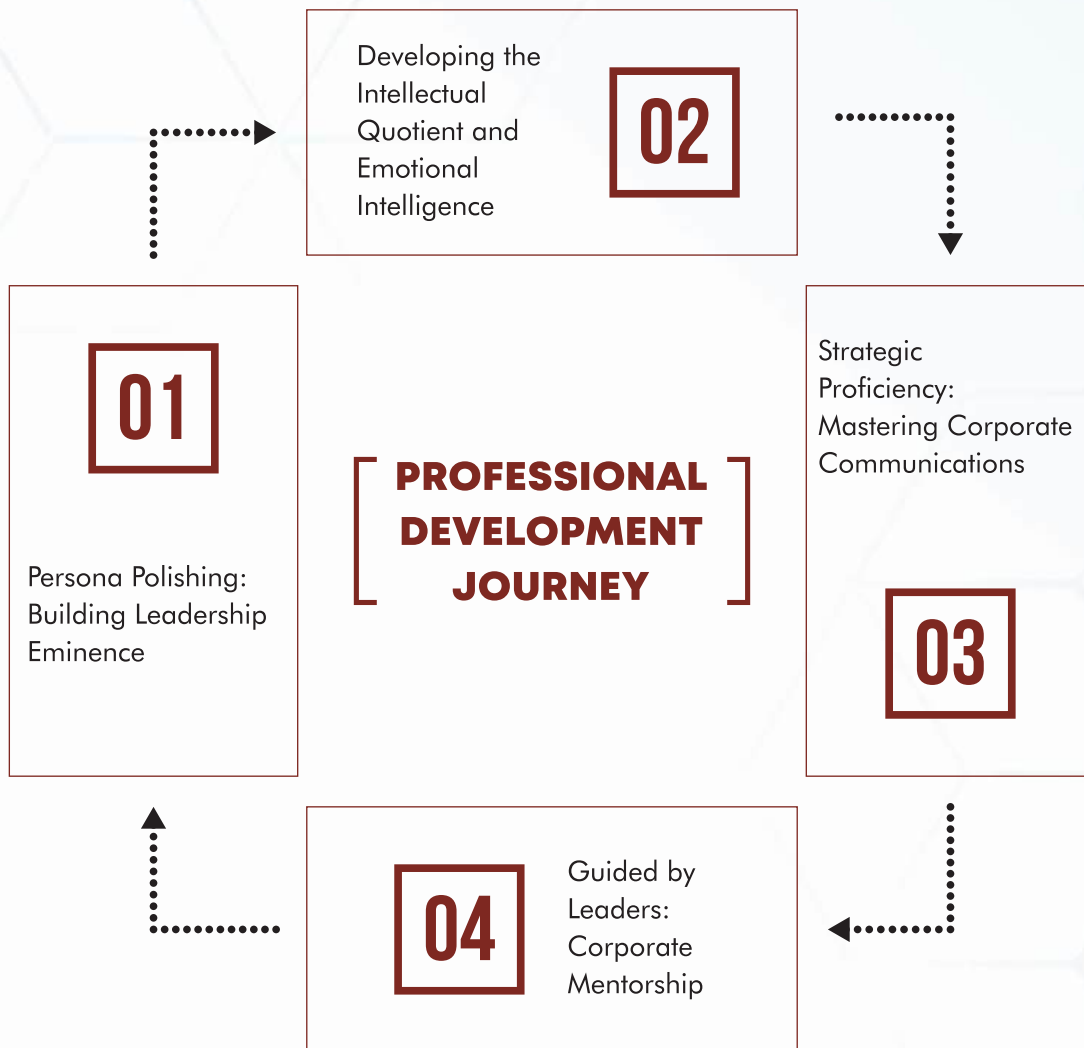 01
Persona Polishing:
Building Leadership
Eminence
Developing the
Intellectual
Quotient and
Emotional
Intelligence
02
Strategic
Proficiency:
Mastering Corporate
Communications
03
04
Guided by
Leaders:
Corporate
Mentorship
PROFESSIONAL
DEVELOPMENT
JOURNEY